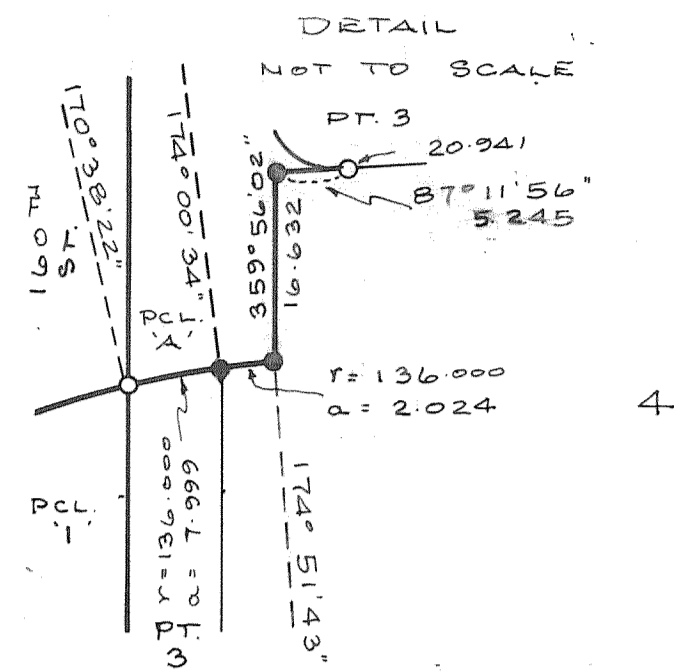 DETAIL
NOT TO SCALE
PT. 3
20.941
87°11'56"
5.245
170°38'22"
174°00'34"
359°56'02"
16.632
160TH
ST.
PCL.
'A'
r = 136.000
a = 2.024
4
PCL.
'1'
r = 136.000
a = 7.999
174° 51' 43"
PT.
3